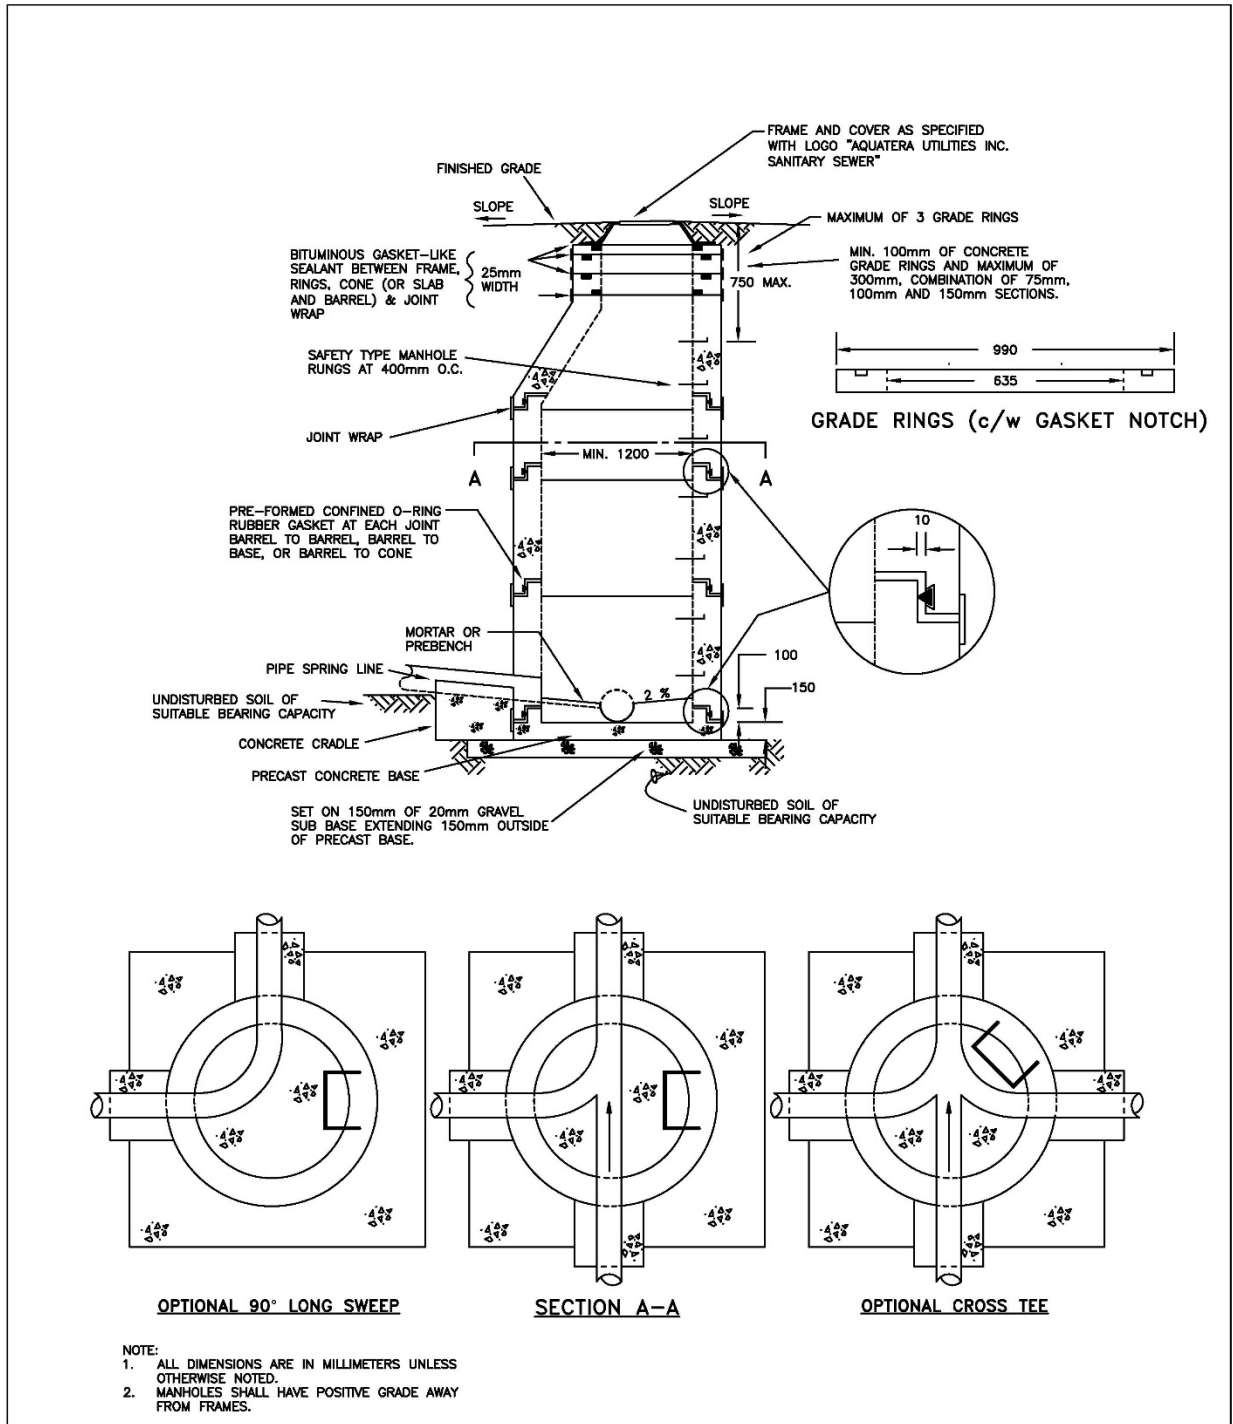 FRAME AND COVER AS SPECIFIED
WITH LOGO "AQUATERA UTILITIES INC.
SANITARY SEWER"
FINISHED GRADE
SLOPE
SLOPE
MAXIMUM OF 3 GRADE RINGS
BITUMINOUS GASKET-LIKE
SEALANT BETWEEN FRAME,
RINGS, CONE (OR SLAB
AND BARREL) & JOINT
WRAP
25mm
WIDTH
750 MAX.
MIN. 100mm OF CONCRETE
GRADE RINGS AND MAXIMUM OF
300mm, COMBINATION OF 75mm,
100mm AND 150mm SECTIONS.
SAFETY TYPE MANHOLE
RUNGS AT 400mm O.C.
990
635
GRADE RINGS (c/w GASKET NOTCH)
JOINT WRAP
A
MIN. 1200
A
PRE-FORMED CONFINED O-RING
RUBBER GASKET AT EACH JOINT
BARREL TO BARREL, BARREL TO
BASE, OR BARREL TO CONE
10
MORTAR OR
PREBENCH
PIPE SPRING LINE
2 %
100
150
UNDISTURBED SOIL OF
SUITABLE BEARING CAPACITY
CONCRETE CRADLE
PRECAST CONCRETE BASE
SET ON 150mm OF 20mm GRAVEL
SUB BASE EXTENDING 150mm OUTSIDE
OF PRECAST BASE.
UNDISTURBED SOIL OF
SUITABLE BEARING CAPACITY
OPTIONAL 90° LONG SWEEP
SECTION A-A
OPTIONAL CROSS TEE
NOTE:
1. ALL DIMENSIONS ARE IN MILLIMETERS UNLESS
OTHERWISE NOTED.
2. MANHOLES SHALL HAVE POSITIVE GRADE AWAY
FROM FRAMES.